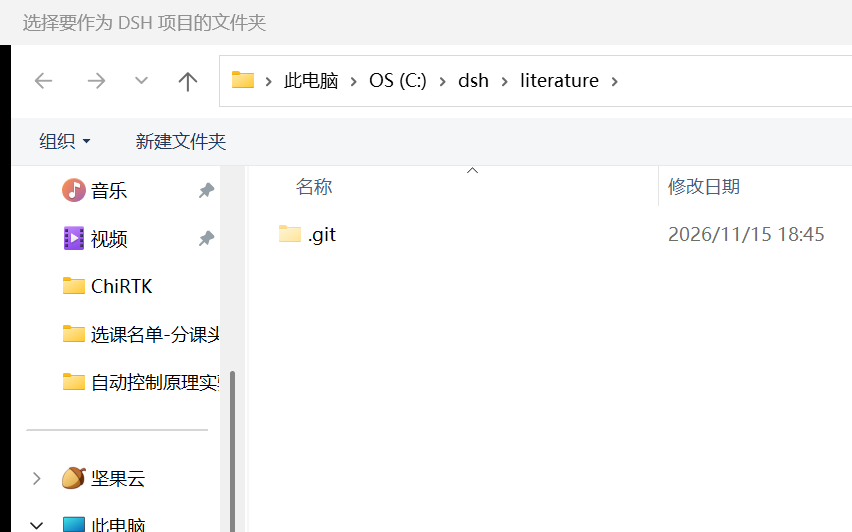 选择要作为 DSH 项目的文件夹
此电脑 › OS (C:) › dsh › literature ›
组织 新建文件夹
名称 修改日期
音乐
.git 2026/11/15 18:45
视频
ChiRTK
选课名单-分课头
自动控制原理实
坚果云
此电脑